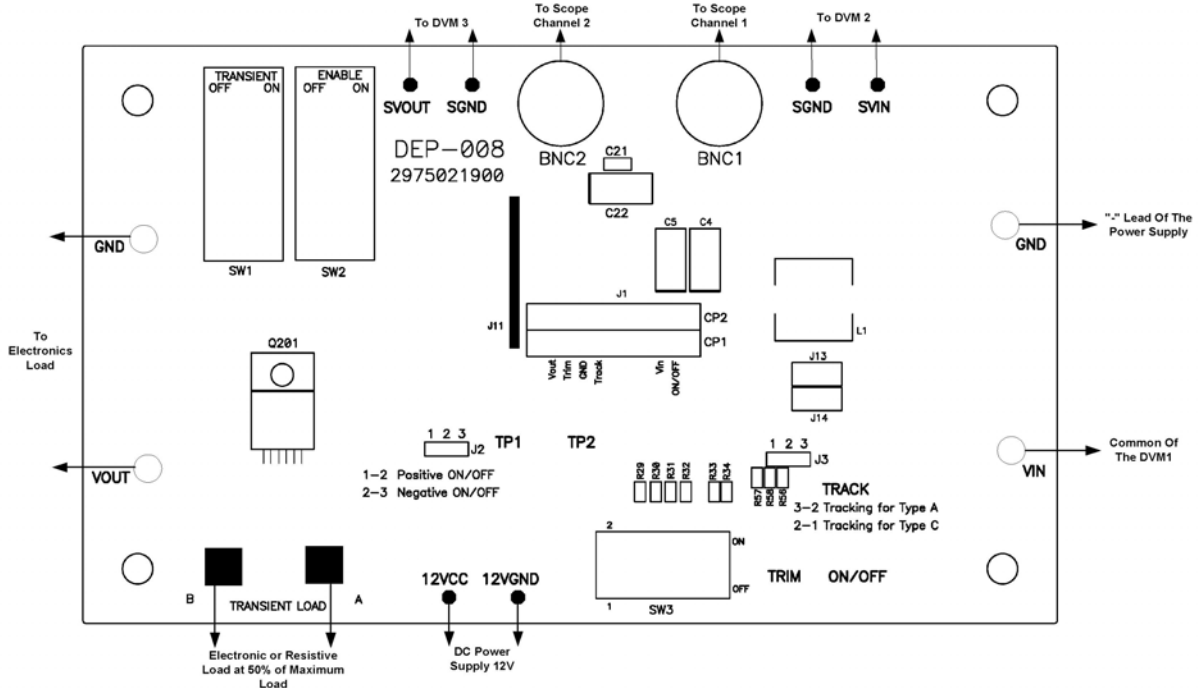 To DVM 3
To Scope
Channel 2
To Scope
Channel 1
To DVM 2
TRANSIENT
OFF ON
ENABLE
OFF ON
SVOUT
SGND
SGND
SVIN
BNC2
BNC1
DEP-008
2975021900
C21
C22
C5
C4
GND
SW1
SW2
GND
"-" Lead Of The
Power Supply
J1
CP2
CP1
J11
L1
Vout
Trim
GND
Track
Vin
ON/OFF
To
Electronics
Load
Q201
J13
J14
1 2 3
J2
TP1
TP2
1-2 Positive ON/OFF
2-3 Negative ON/OFF
VOUT
1 2 3
J3
VIN
Common Of
The DVM1
R29
R30
R31
R32
R33
R34
R57
R58
R56
TRACK
3-2 Tracking for Type A
2-1 Tracking for Type C
2
ON
OFF
1
SW3
TRIM
ON/OFF
12VCC
12VGND
B
TRANSIENT LOAD
A
Electronic or Resistive
Load at 50% of Maximum
Load
DC Power
Supply 12V